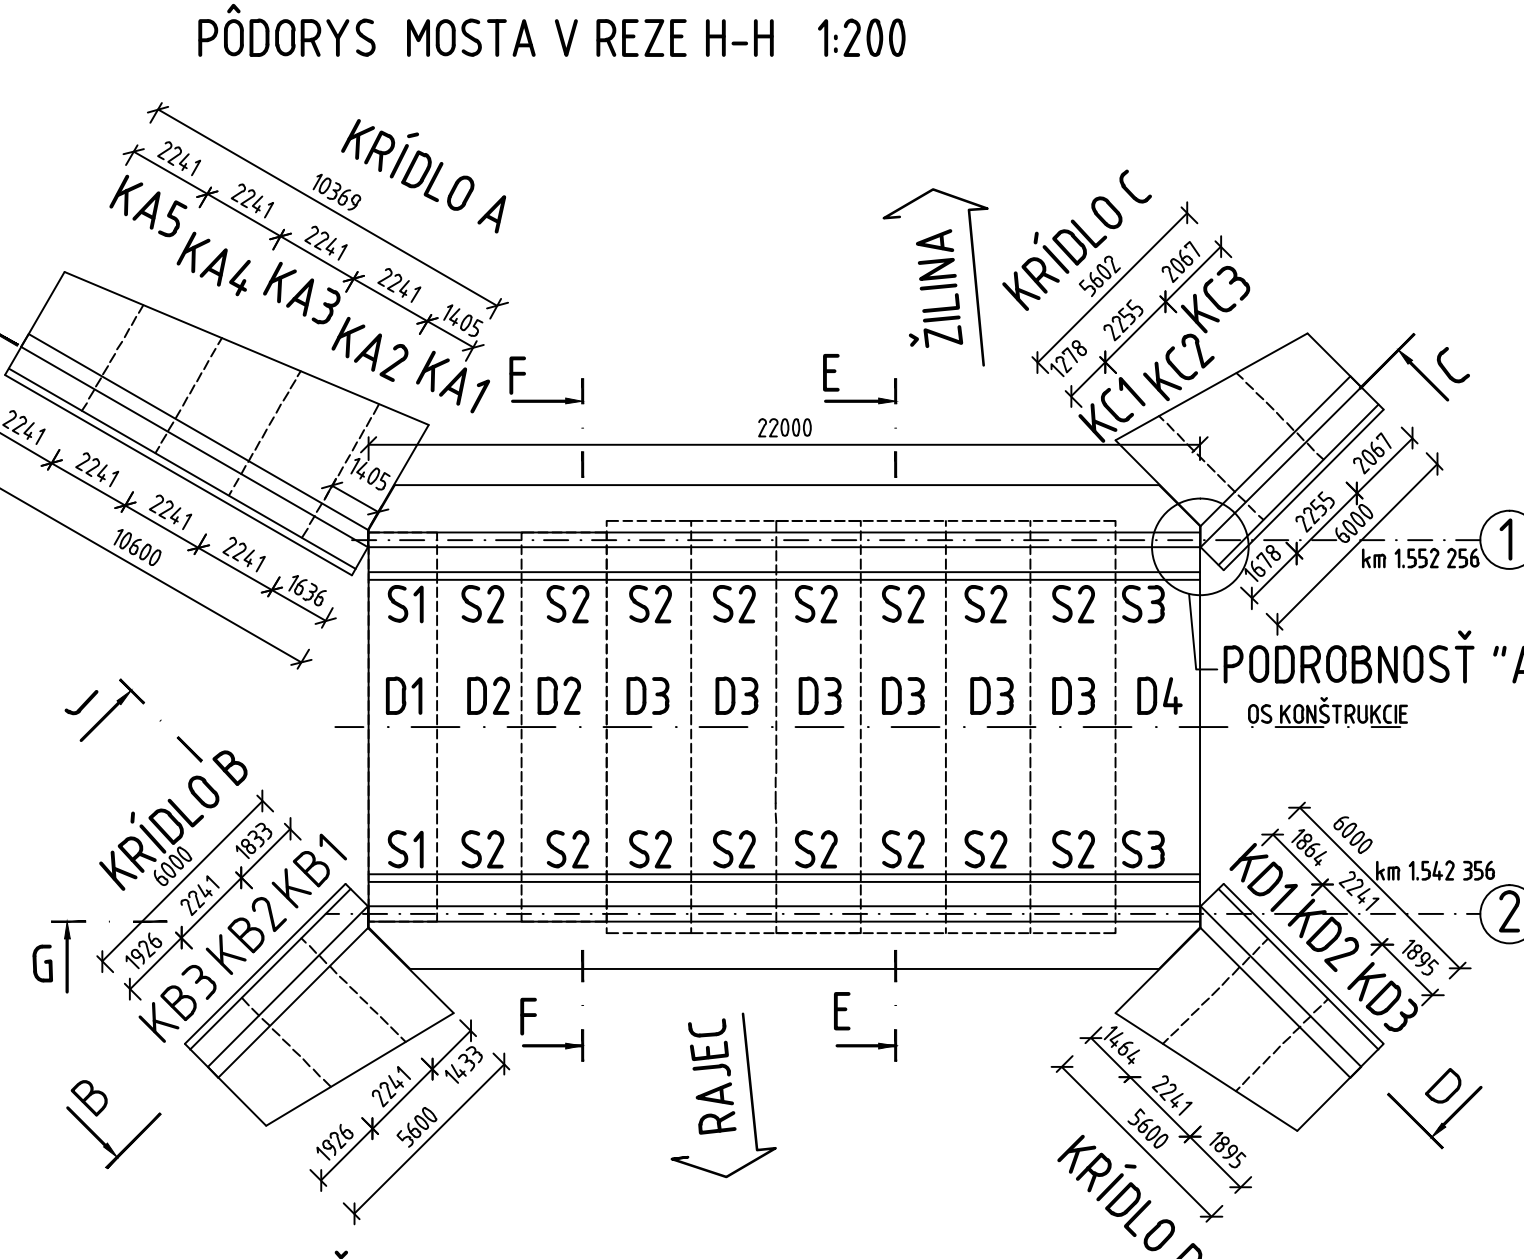 PÔDORYS MOSTA V REZE H-H 1:200
KRÍDLO A
10369
2241 2241 2241 2241 1405
KA5 KA4 KA3 KA2 KA1
1405
2241 2241 2241 2241 1636
10600
ŽILINA
KRÍDLO C
5602
1278 2255 2067
KC1 KC2 KC3
C
1678 2255 2067
6000
F E
22000
1
km 1.552 256
S1 S2 S2 S2 S2 S2 S2 S2 S2 S3
PODROBNOSŤ "A
D1 D2 D2 D3 D3 D3 D3 D3 D3 D4
OS KONŠTRUKCIE
J
KRÍDLO B
6000
1926 2241 1833
KB3 KB2 KB1
S1 S2 S2 S2 S2 S2 S2 S2 S2 S3
6000
1864 2241 1895
KD1 KD2 KD3
km 1.542 356
2
G
F E
RAJEC
B
1926 2241 1433
5600
D
1464 2241 1895
5600
KRÍDLO